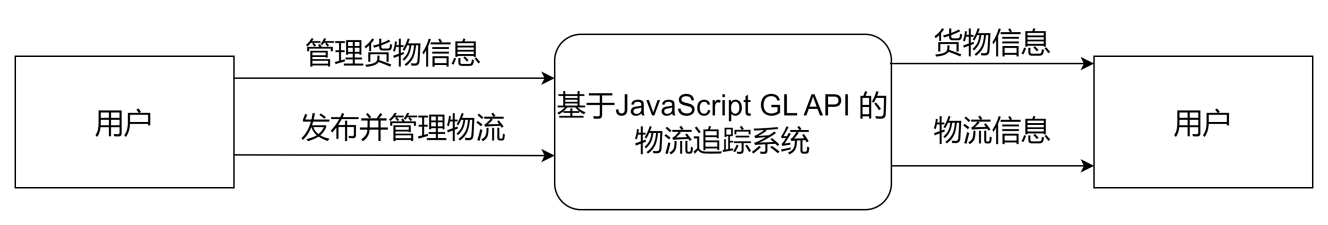 用户
管理货物信息
发布并管理物流
基于JavaScript GL API 的
物流追踪系统
货物信息
物流信息
用户